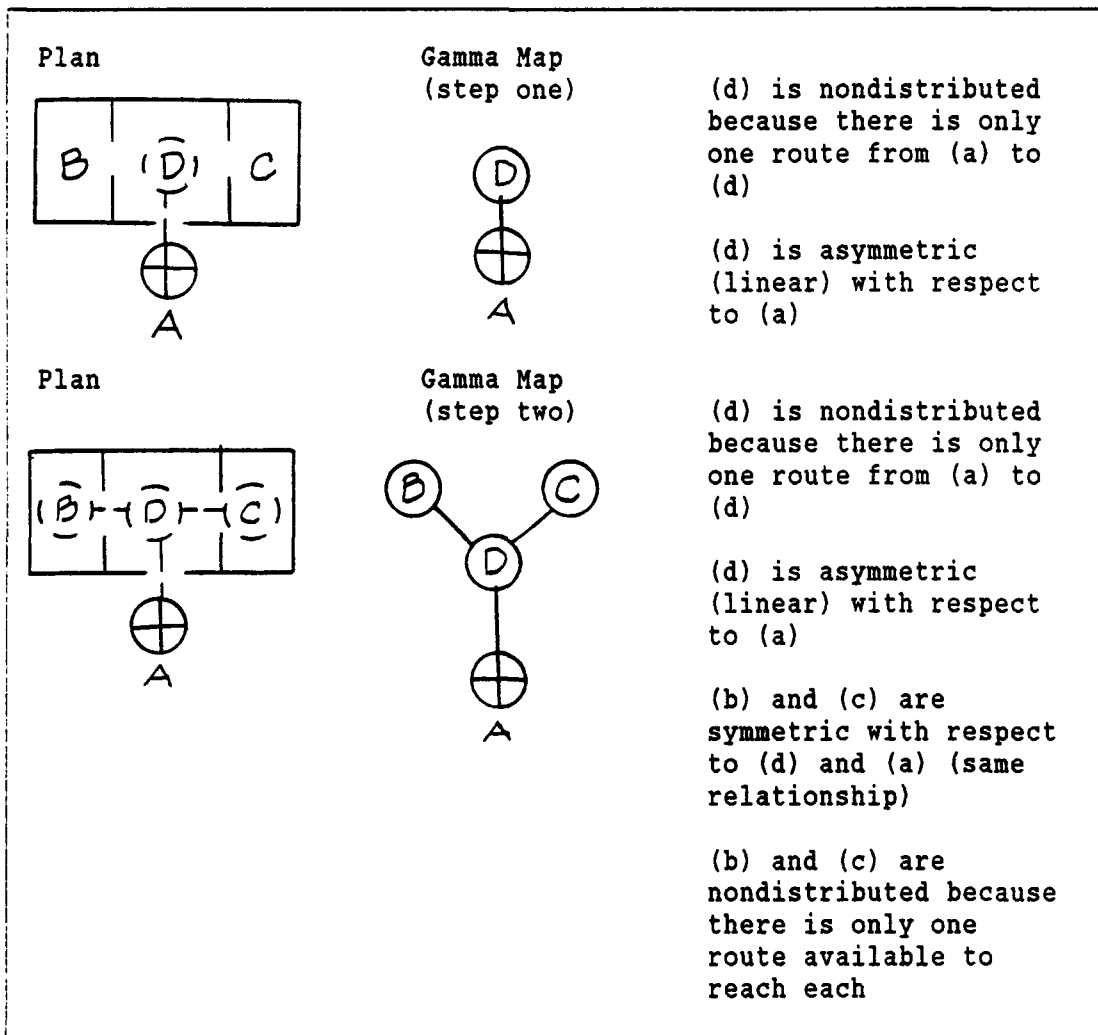 Plan
B
D
C
A
Gamma Map
(step one)
D
A
(d) is nondistributed
because there is only
one route from (a) to
(d)
(d) is asymmetric
(linear) with respect
to (a)
Plan
B
D
C
A
Gamma Map
(step two)
B
C
D
A
(d) is nondistributed
because there is only
one route from (a) to
(d)
(d) is asymmetric
(linear) with respect
to (a)
(b) and (c) are
symmetric with respect
to (d) and (a) (same
relationship)
(b) and (c) are
nondistributed because
there is only one
route available to
reach each